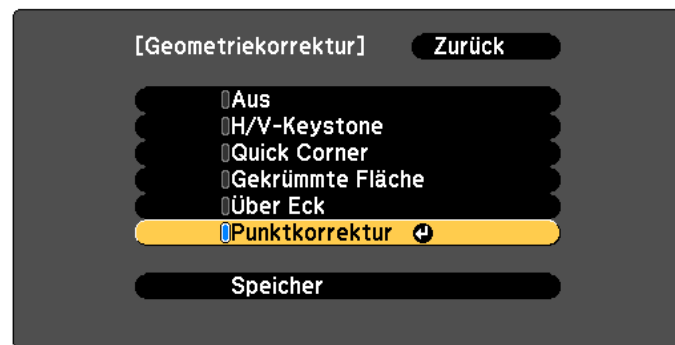 [Geometriekorrektur] Zurück
Aus
H/V-Keystone
Quick Corner
Gekrümmte Fläche
Über Eck
Punktkorrektur
Speicher